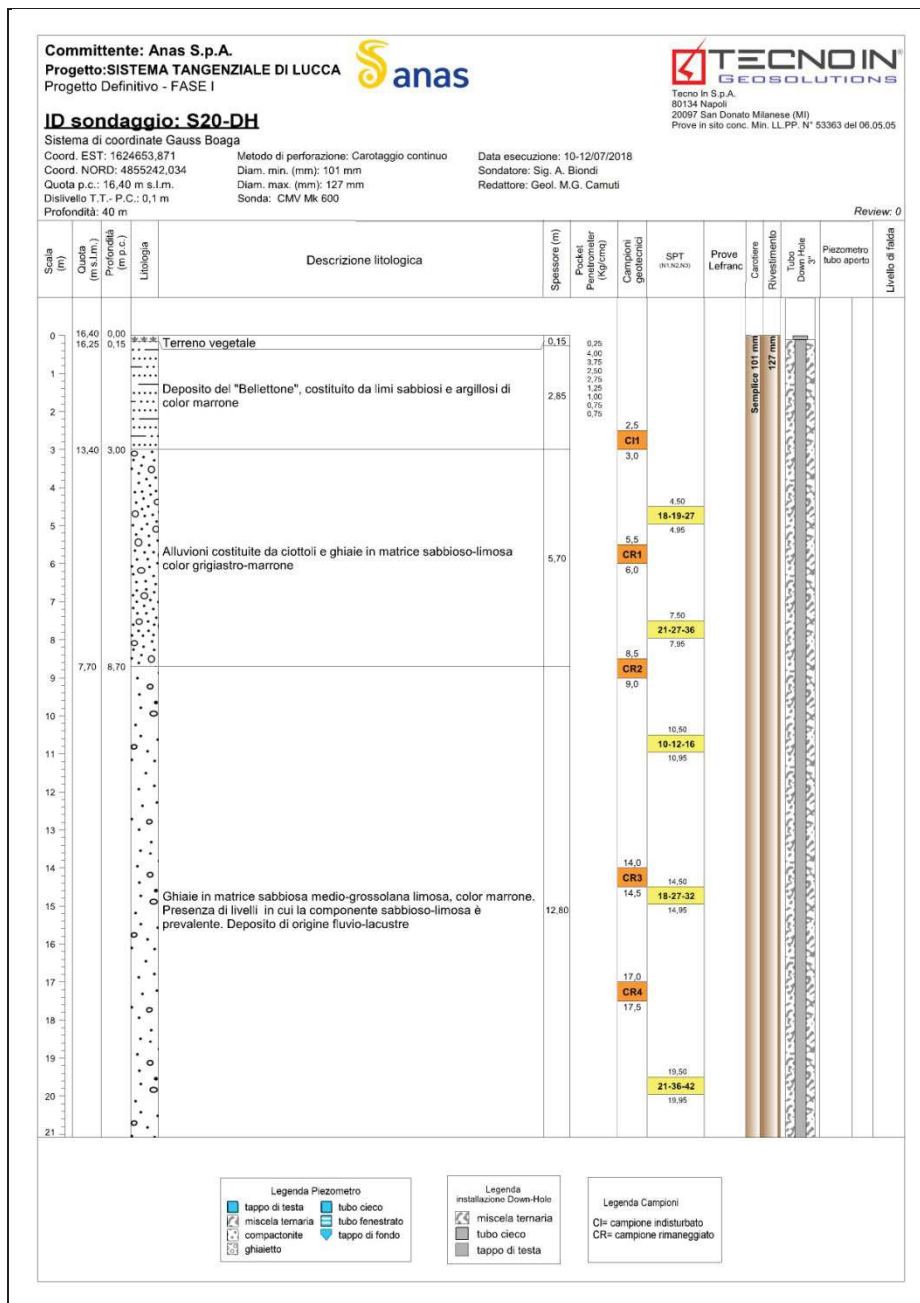 Committente: Anas S.p.A.
Progetto:SISTEMA TANGENZIALE DI LUCCA
Progetto Definitivo - FASE I
anas
TECNOIN
GEOSOLUTIONS
Tecno In S.p.A.
80134 Napoli
20097 San Donato Milanese (MI)
Prove in sito conc. Min. LL.PP. N° 53363 del 06.05.05
ID sondaggio: S20-DH
Sistema di coordinate Gauss Boaga
Coord. EST: 1624653,871
Coord. NORD: 4855242,034
Quota p.c.: 16,40 m s.l.m.
Dislivello T.T.- P.C.: 0,1 m
Profondità: 40 m
Metodo di perforazione: Carotaggio continuo
Diam. min. (mm): 101 mm
Diam. max. (mm): 127 mm
Sonda: CMV Mk 600
Data esecuzione: 10-12/07/2018
Sondatore: Sig. A. Biondi
Redattore: Geol. M.G. Camuti
Review: 0
Scala
(m)
Quota
(m s.l.m.)
Profondità
(m p.c.)
Litologia
Descrizione litologica
Spessore (m)
Pocket
Penetrometer
(Kg/cmq)
Campioni
geotecnici
SPT
(N1,N2,N3)
Prove
Lefranc
Carotiere
Rivestimento
Tubo
Down Hole
3"
Piezometro
tubo aperto
Livello di falda
0
1
2
3
4
5
6
7
8
9
10
11
12
13
14
15
16
17
18
19
20
21
16,40 0,00
16,25 0,15
13,40 3,00
7,70 8,70
Terreno vegetale
0,15
Deposito del "Bellettone", costituito da limi sabbiosi e argillosi di
color marrone
2,85
Alluvioni costituite da ciottoli e ghiaie in matrice sabbioso-limosa
color grigiastro-marrone
5,70
Ghiaie in matrice sabbiosa medio-grossolana limosa, color marrone.
Presenza di livelli in cui la componente sabbioso-limosa è
prevalente. Deposito di origine fluvio-lacustre
12,80
0,25
4,00
3,75
2,50
2,75
1,25
1,00
0,75
0,75
2,5
CI1
3,0
5,5
CR1
6,0
8,5
CR2
9,0
14,0
CR3
14,5
17,0
CR4
17,5
4,50
18-19-27
4,95
7,50
21-27-36
7,95
10,50
10-12-16
10,95
14,50
18-27-32
14,95
19,50
21-36-42
19,95
Semplice 101 mm
127 mm
Legenda Piezometro
tappo di testa
miscela ternaria
compactonite
ghiaietto
tubo cieco
tubo fenestrato
tappo di fondo
Legenda
installazione Down-Hole
miscela ternaria
tubo cieco
tappo di testa
Legenda Campioni
CI= campione indisturbato
CR= campione rimaneggiato